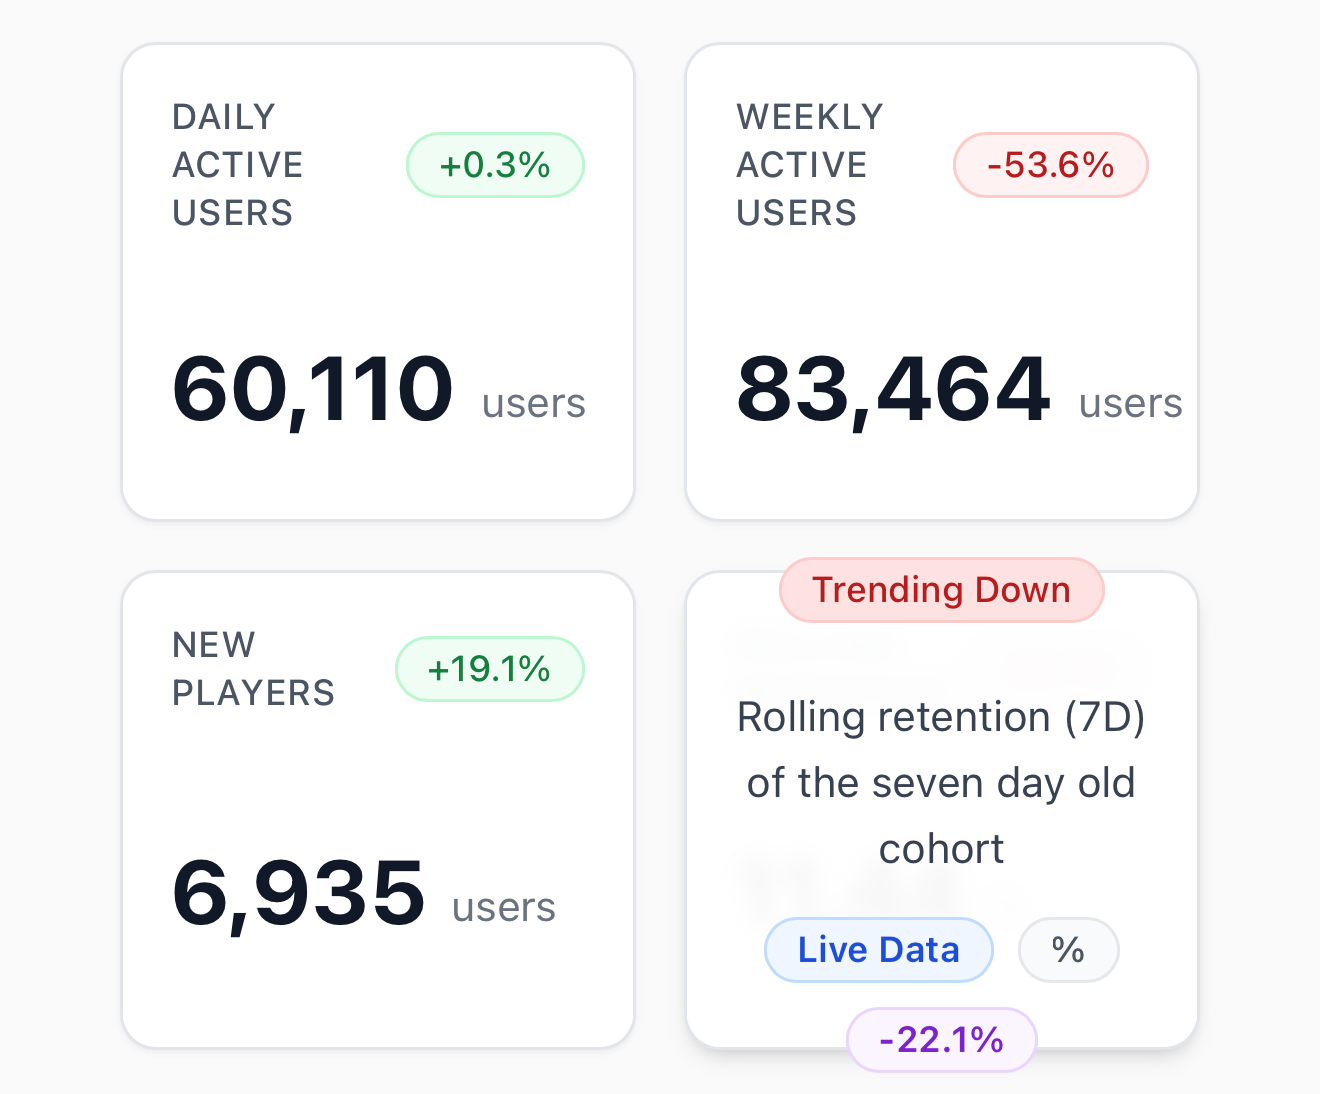 DAILY
ACTIVE
USERS
+0.3%
60,110 users
WEEKLY
ACTIVE
USERS
-53.6%
83,464 users
NEW
PLAYERS
+19.1%
6,935 users
Trending Down
Rolling retention (7D)
of the seven day old
cohort
Live Data %
-22.1%